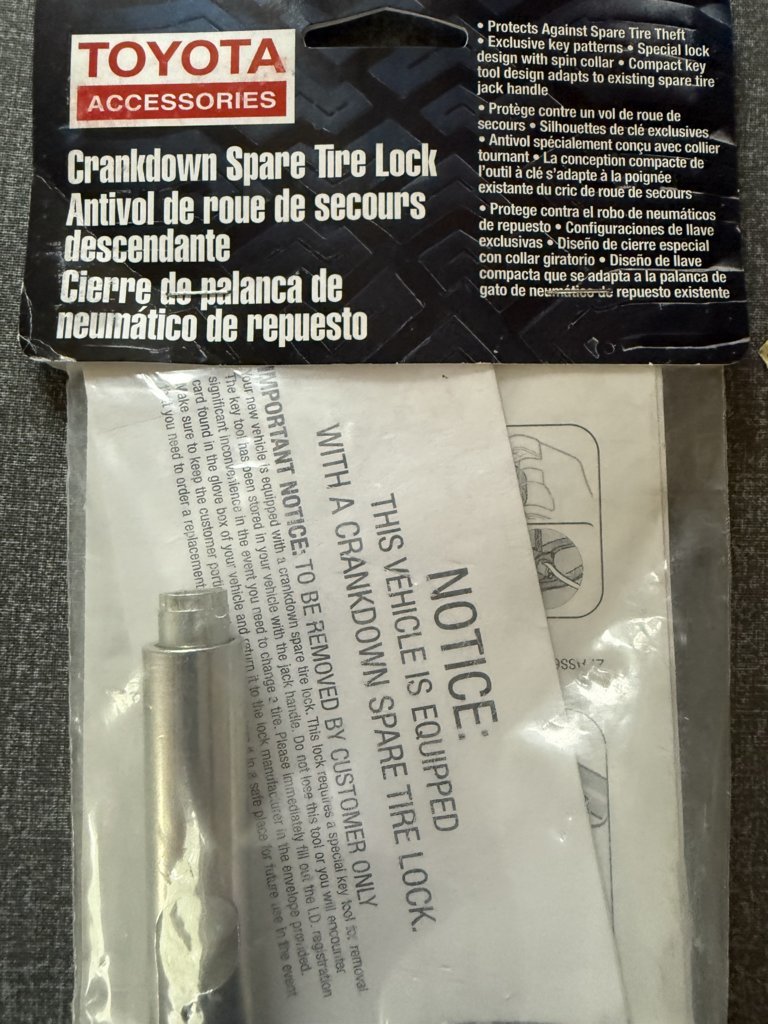 TOYOTA
ACCESSORIES
Crankdown Spare Tire Lock
Antivol de roue de secours
descendante
Cierre de palanca de
neumático de repuesto
• Protects Against Spare Tire Theft
• Exclusive key patterns • Special lock
design with spin collar • Compact key
tool design adapts to existing spare tire
jack handle
• Protège contre un vol de roue de
secours • Silhouettes de clé exclusives
• Antivol spécialement conçu avec collier
tournant • La conception compacte de
l'outil à clé s'adapte à la poignée
existante du cric de roue de secours
• Protege contra el robo de neumáticos
de repuesto • Configuraciones de llave
exclusivas • Diseño de cierre especial
con collar giratorio • Diseño de llave
compacta que se adapta a la palanca de
gato de neumático de repuesto existente
NOTICE:
THIS VEHICLE IS EQUIPPED
WITH A CRANKDOWN SPARE TIRE LOCK.
IMPORTANT NOTICE: TO BE REMOVED BY CUSTOMER ONLY
your new vehicle is equipped with a crankdown spare tire lock. This lock requires a special key tool for removal
The key tool has been stored in your vehicle with the jack handle. Do not lose this tool or you will encounter
significant inconvenience in the event you need to change a tire. Please immediately fill out the I.D. registration
card found in the glove box of your vehicle and return it to the lock manufacturer in the envelope provided.
Make sure to keep the customer in a safe place for future use in the event
you need to order a replacement